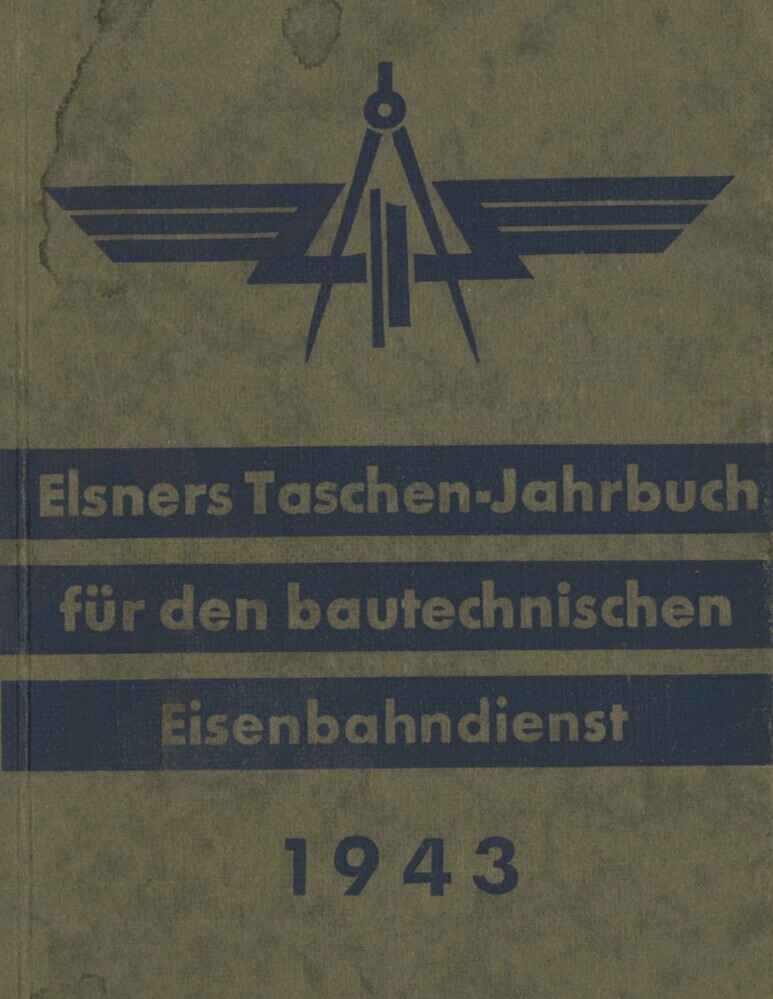 Elsners Taschen-Jahrbuch
für den bautechnischen
Eisenbahndienst
1943